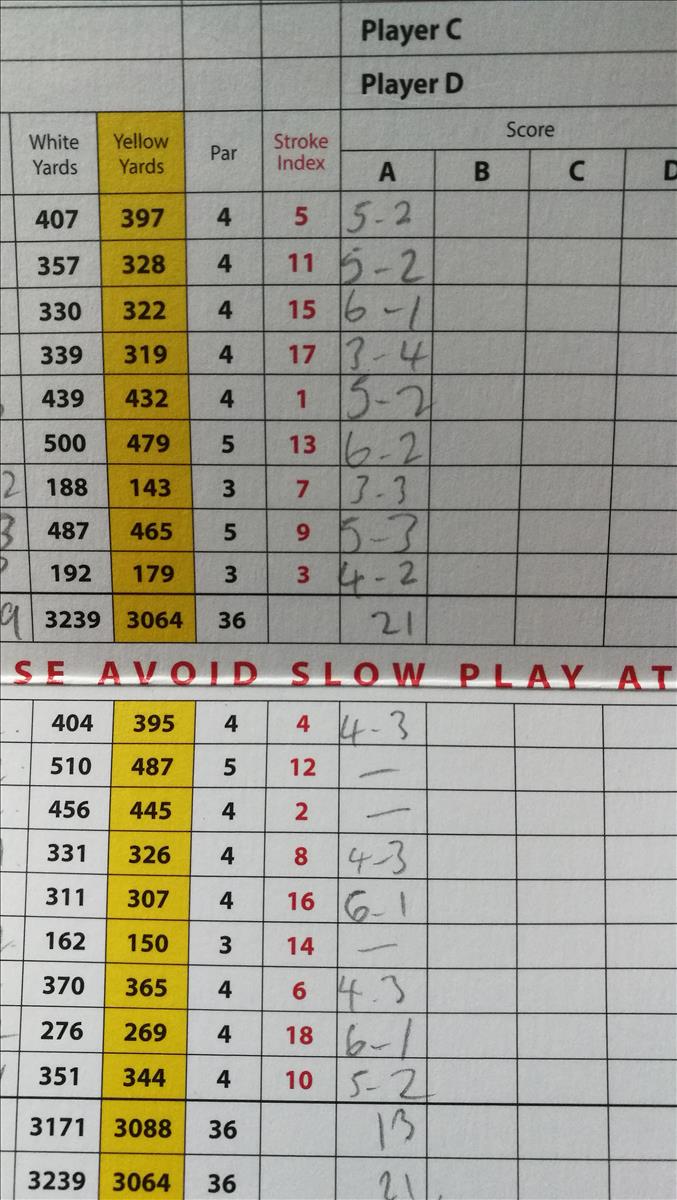 Player C
Player D
White Yards Yellow Yards Par Stroke Index Score
A B C D
407 397 4 5 5-2
357 328 4 11 5-2
330 322 4 15 6-1
339 319 4 17 3-4
439 432 4 1 5-2
500 479 5 13 6-2
2 188 143 3 7 3-3
3 487 465 5 9 5-3
192 179 3 3 4-2
9 3239 3064 36 21
SE AVOID SLOW PLAY AT
404 395 4 4 4-3
510 487 5 12 —
456 445 4 2 —
331 326 4 8 4-3
311 307 4 16 6-1
162 150 3 14 —
370 365 4 6 4-3
276 269 4 18 6-1
351 344 4 10 5-2
3171 3088 36 13
3239 3064 36 21